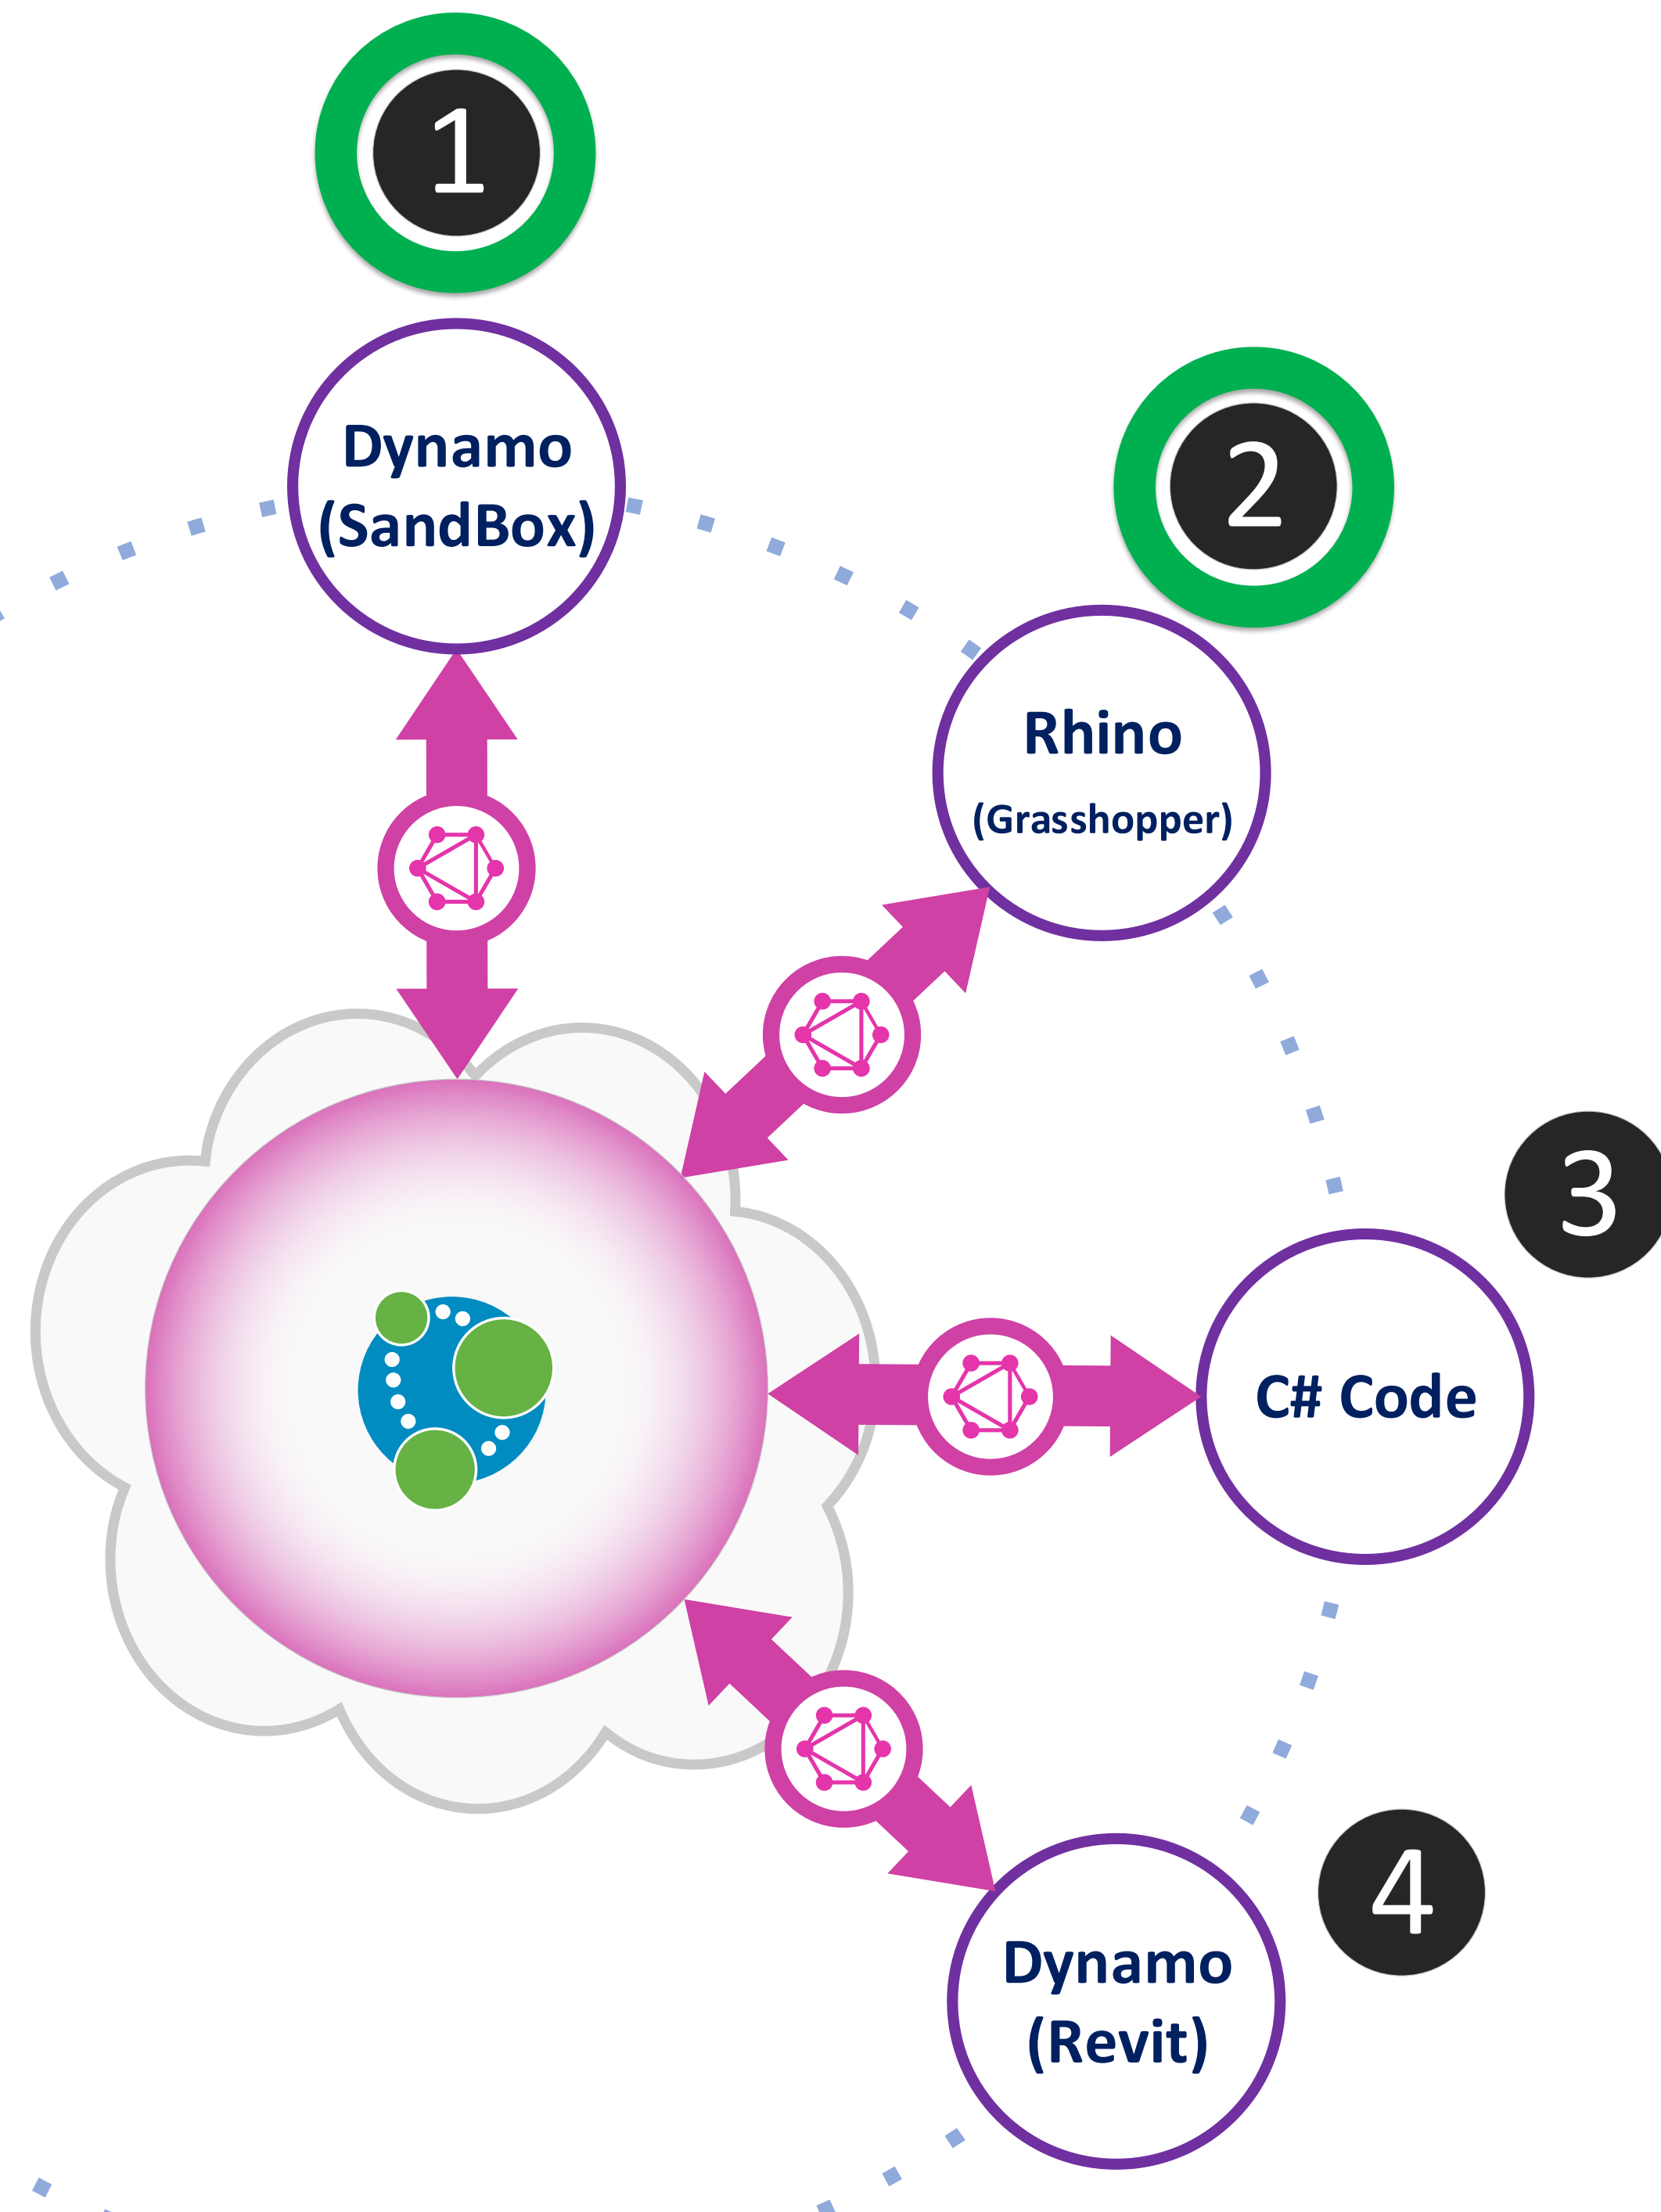 1
Dynamo
(SandBox)
2
Rhino
(Grasshopper)
3
C# Code
4
Dynamo
(Revit)